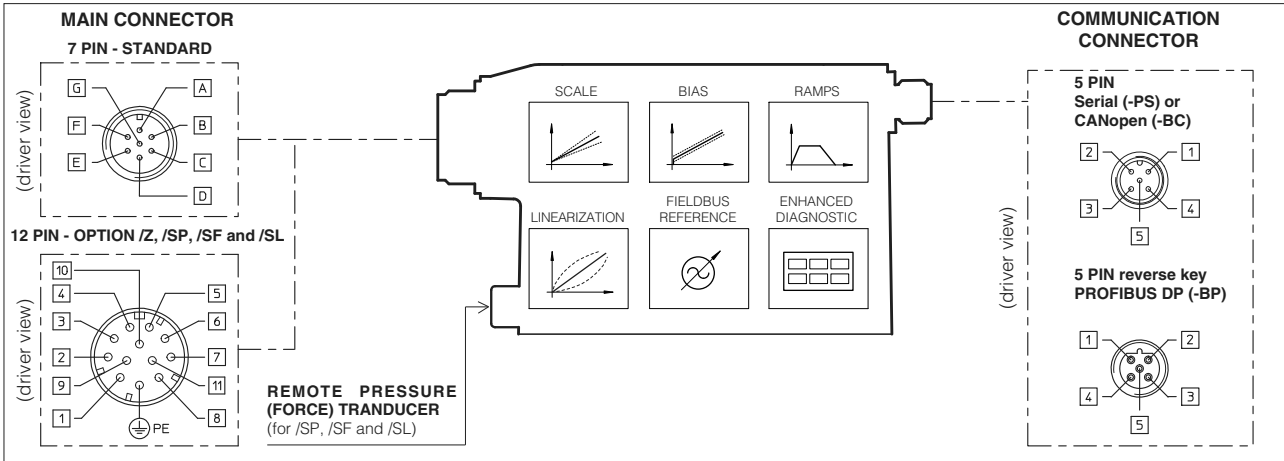 MAIN CONNECTOR
7 PIN - STANDARD
G
A
F
B
E
C
D
(driver view)
12 PIN - OPTION /Z, /SP, /SF and /SL
10
4
5
3
6
2
7
9
11
1
8
PE
(driver view)
SCALE
BIAS
RAMPS
LINEARIZATION
FIELDBUS
REFERENCE
ENHANCED
DIAGNOSTIC
REMOTE PRESSURE
(FORCE) TRANDUCER
(for /SP, /SF and /SL)
COMMUNICATION
CONNECTOR
5 PIN
Serial (-PS) or
CANopen (-BC)
2
1
3
4
5
(driver view)
5 PIN reverse key
PROFIBUS DP (-BP)
1
2
4
3
5